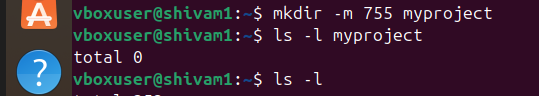 vboxuser@shivam1:~$ mkdir -m 755 myproject
vboxuser@shivam1:~$ ls -l myproject
total 0
vboxuser@shivam1:~$ ls -l